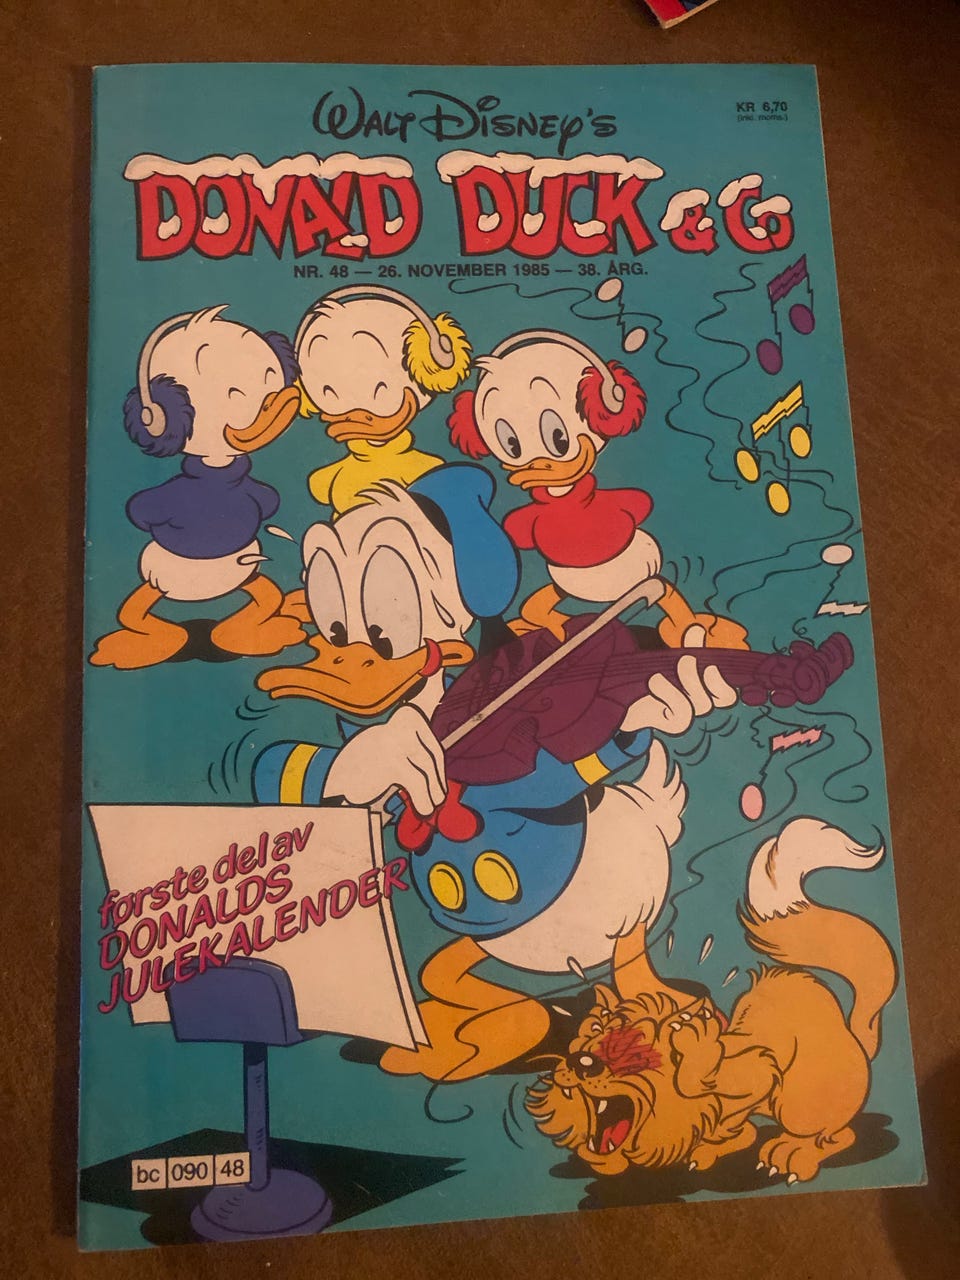 WALT DISNEY'S
KR 6,70
(inkl. moms.)
DONALD DUCK & Co
NR. 48 — 26. NOVEMBER 1985 — 38. ÅRG.
første del av
DONALDS
JULEKALENDER
bc 090 48